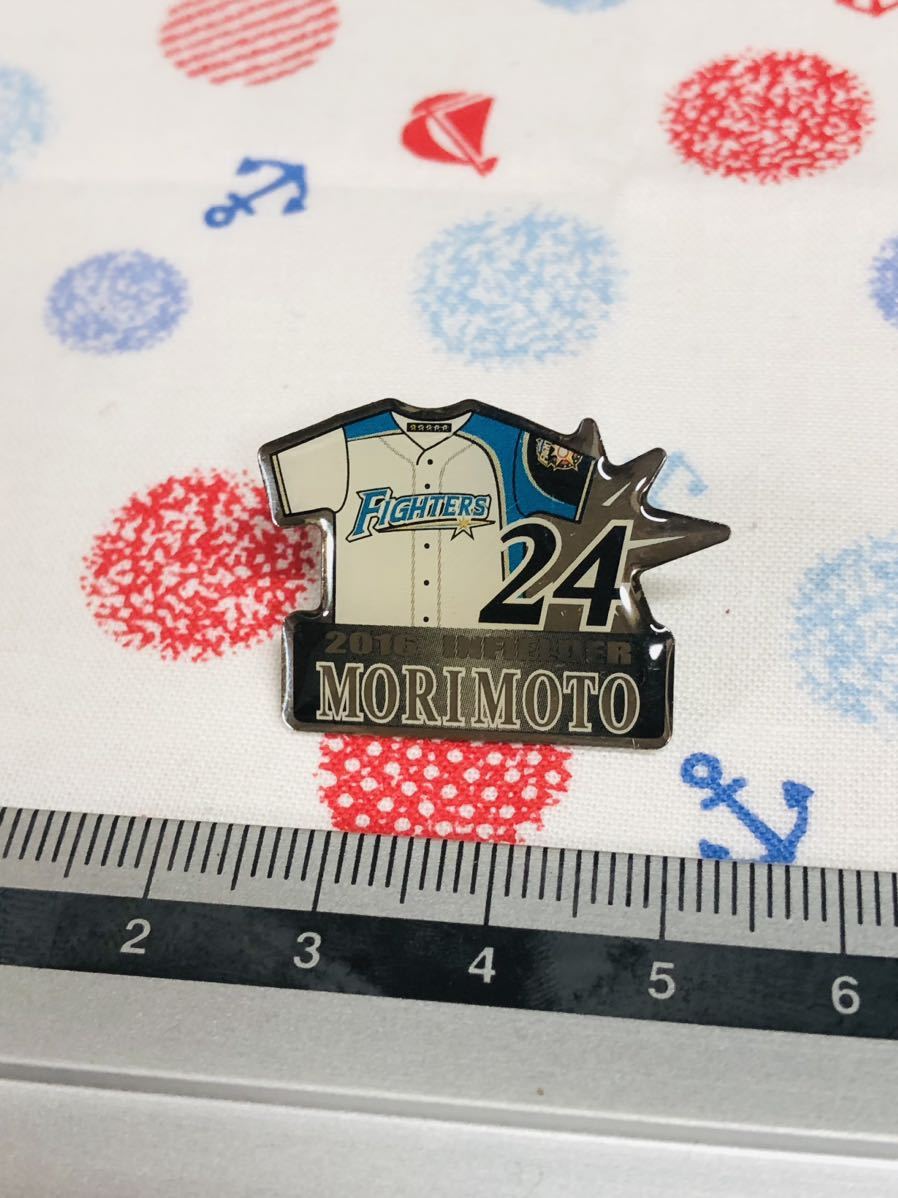 FIGHTERS
24
2016 INFIELDER
MORIMOTO
2 3 4 5 6